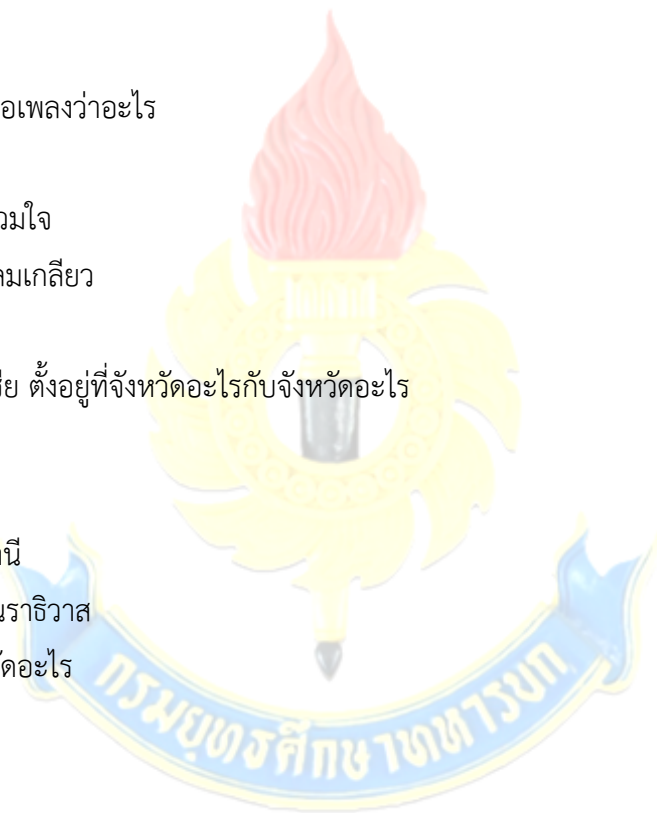 อเพลงว่าอะไร
วมใจ
ลมเกลียว
ซีย ตั้งอยู่ที่จังหวัดอะไรกับจังหวัดอะไร
านี
นราธิวาส
วัดอะไร
กรมยุทธศึกษาทหารบก